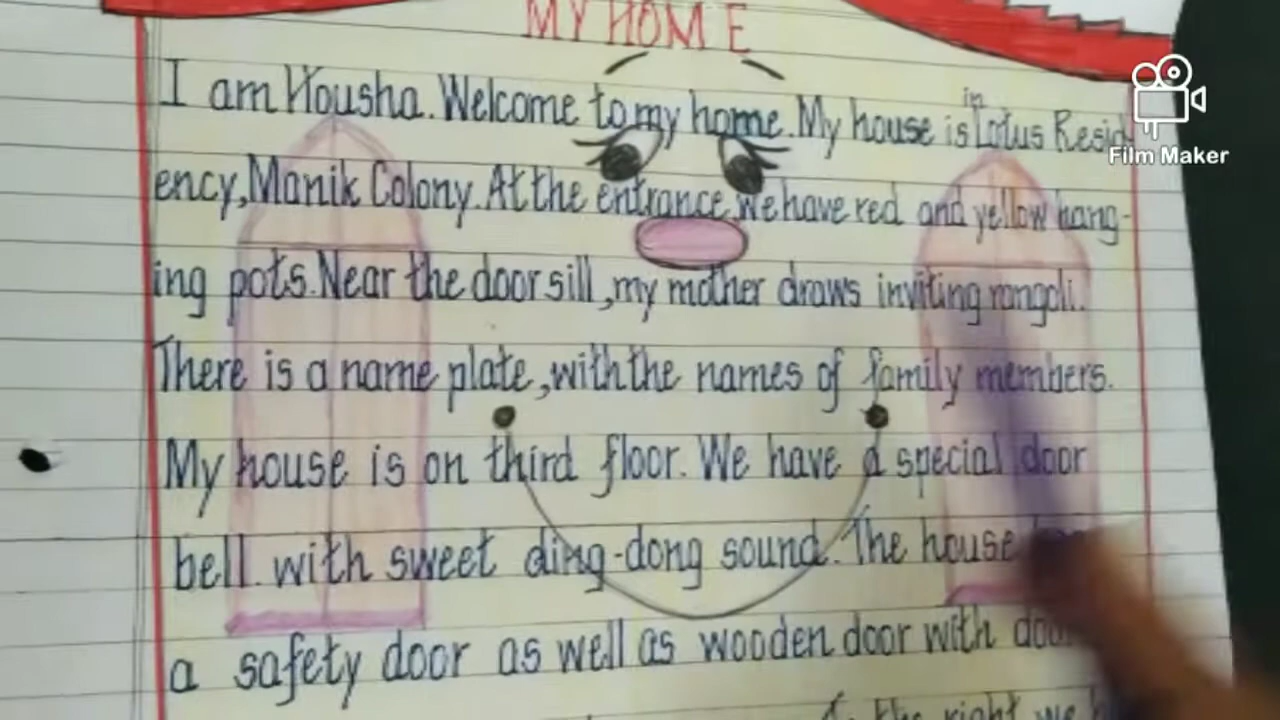 MY HOME
I am Housha. Welcome to my home. My house is in Lotus Resid
ency, Manik Colony. At the entrance we have red and yellow hang-
ing pots. Near the door sill, my mother draws inviting rangoli.
There is a name plate, with the names of family members.
My house is on third floor. We have a special door
bell with sweet ding-dong sound. The house
a safety door as well as wooden door with
the right we
Film Maker